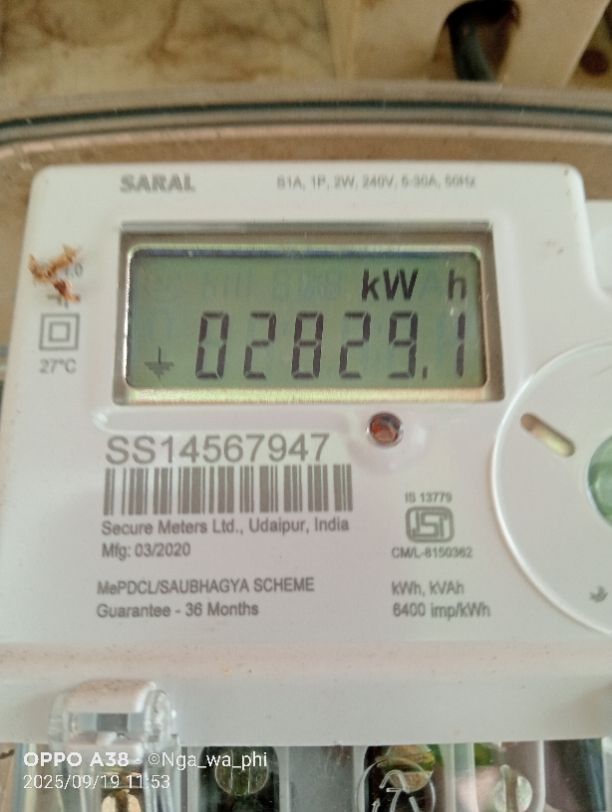 SARAL
S1A, 1P, 2W, 240V, 5-30A, 50Hz
kW h
02829.1
27°C
SS14567947
Secure Meters Ltd., Udaipur, India
Mfg: 03/2020
IS 13779
ISI
CM/L-8150362
MePDCL/SAUBHAGYA SCHEME
Guarantee - 36 Months
kWh, kVAh
6400 imp/kWh
OPPO A38 · ©Nga_wa_phi
2025/09/19 11:53